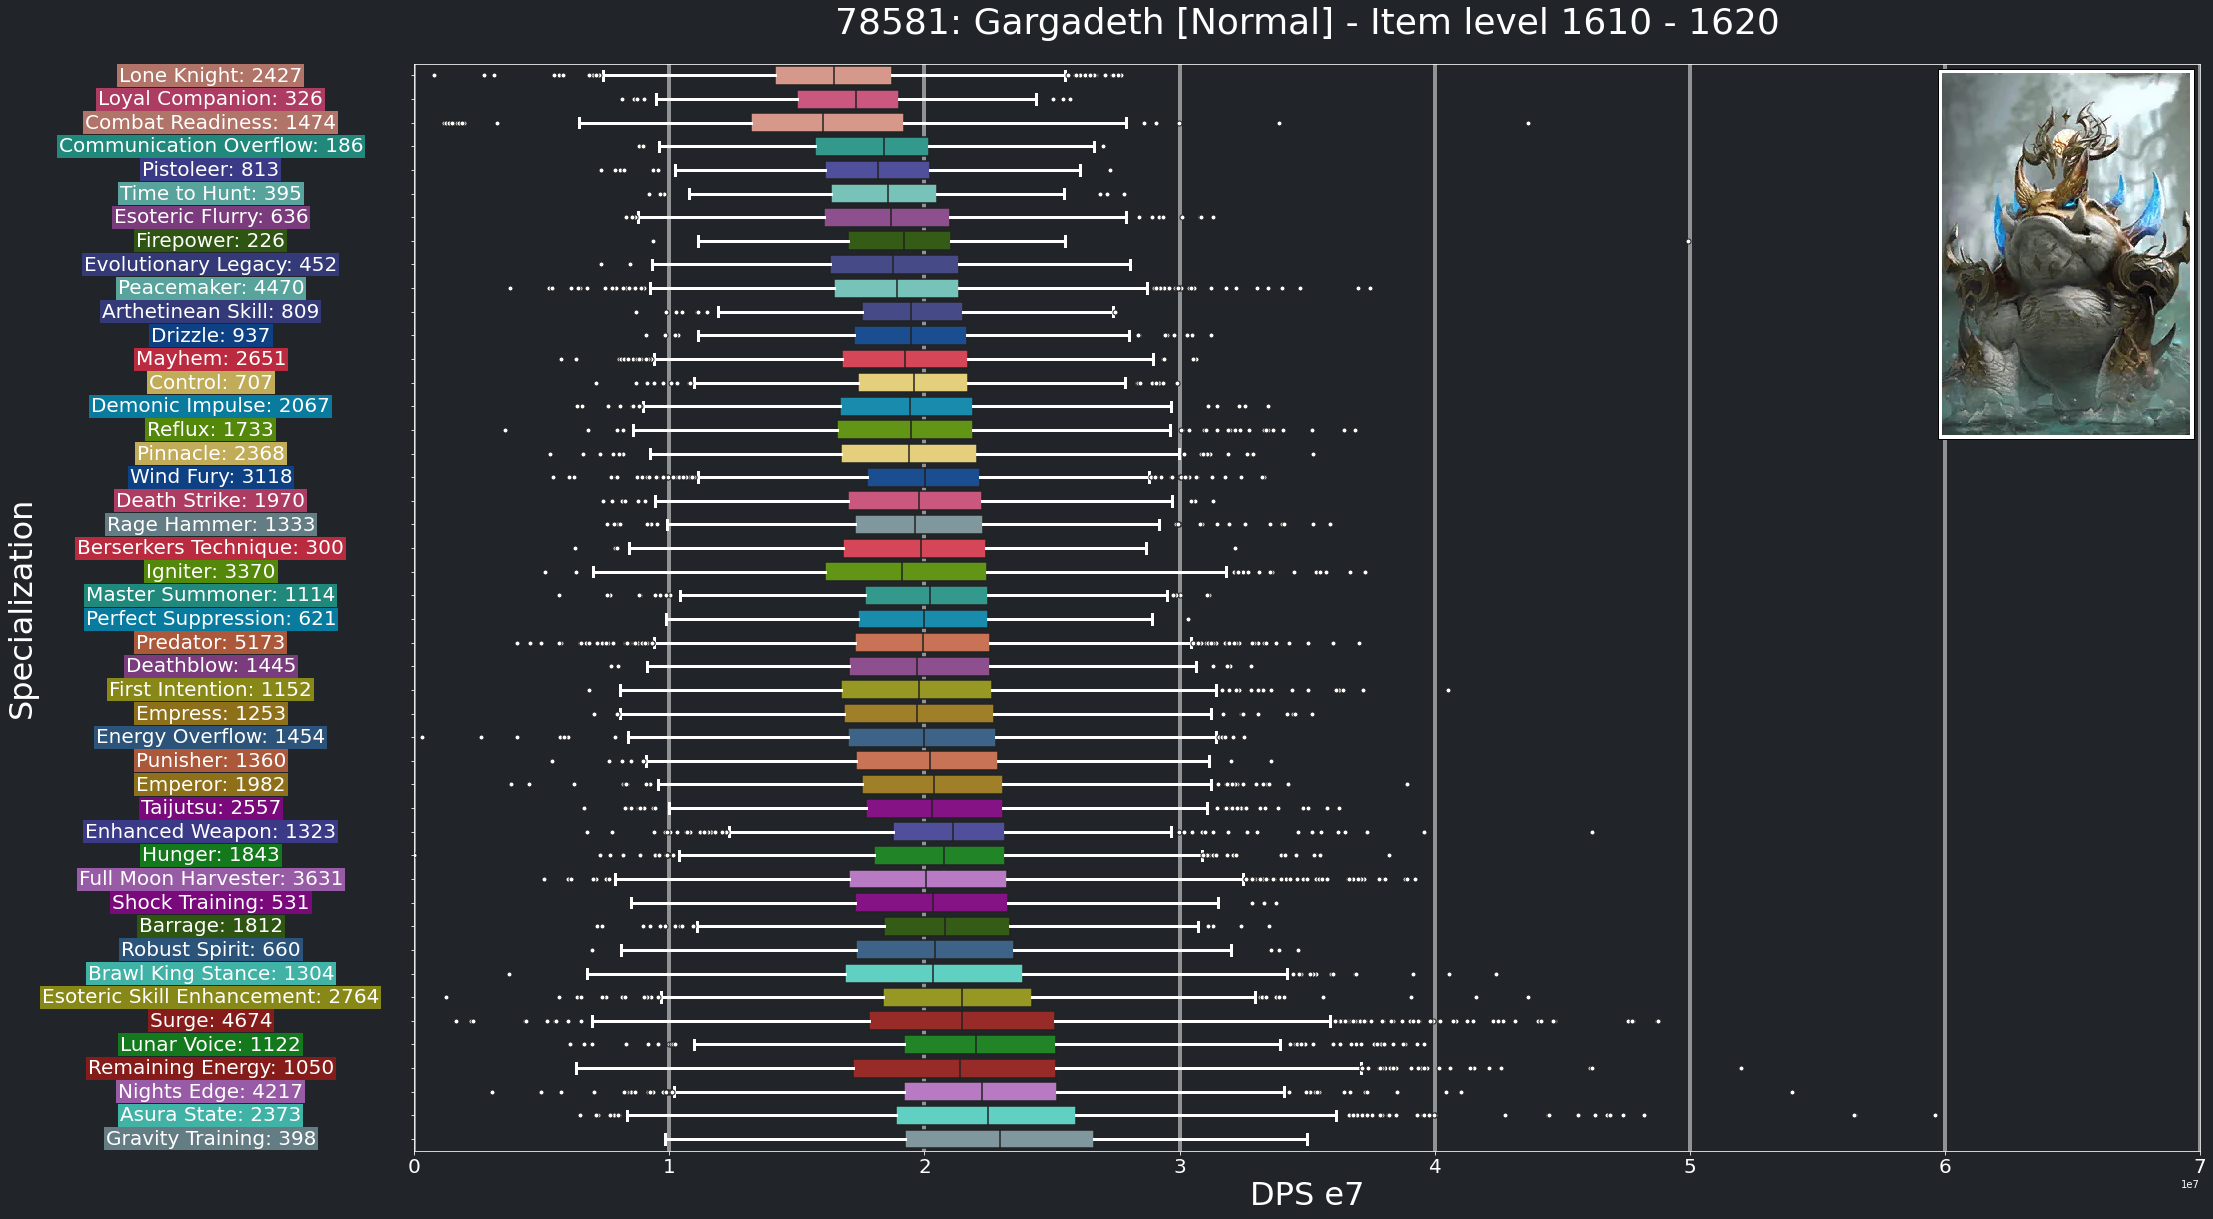 78581: Gargadeth [Normal] - Item level 1610 - 1620
Specialization
Lone Knight: 2427
Loyal Companion: 326
Combat Readiness: 1474
Communication Overflow: 186
Pistoleer: 813
Time to Hunt: 395
Esoteric Flurry: 636
Firepower: 226
Evolutionary Legacy: 452
Peacemaker: 4470
Arthetinean Skill: 809
Drizzle: 937
Mayhem: 2651
Control: 707
Demonic Impulse: 2067
Reflux: 1733
Pinnacle: 2368
Wind Fury: 3118
Death Strike: 1970
Rage Hammer: 1333
Berserkers Technique: 300
Igniter: 3370
Master Summoner: 1114
Perfect Suppression: 621
Predator: 5173
Deathblow: 1445
First Intention: 1152
Empress: 1253
Energy Overflow: 1454
Punisher: 1360
Emperor: 1982
Taijutsu: 2557
Enhanced Weapon: 1323
Hunger: 1843
Full Moon Harvester: 3631
Shock Training: 531
Barrage: 1812
Robust Spirit: 660
Brawl King Stance: 1304
Esoteric Skill Enhancement: 2764
Surge: 4674
Lunar Voice: 1122
Remaining Energy: 1050
Nights Edge: 4217
Asura State: 2373
Gravity Training: 398
0 1 2 3 4 5 6 7
1e7
DPS e7